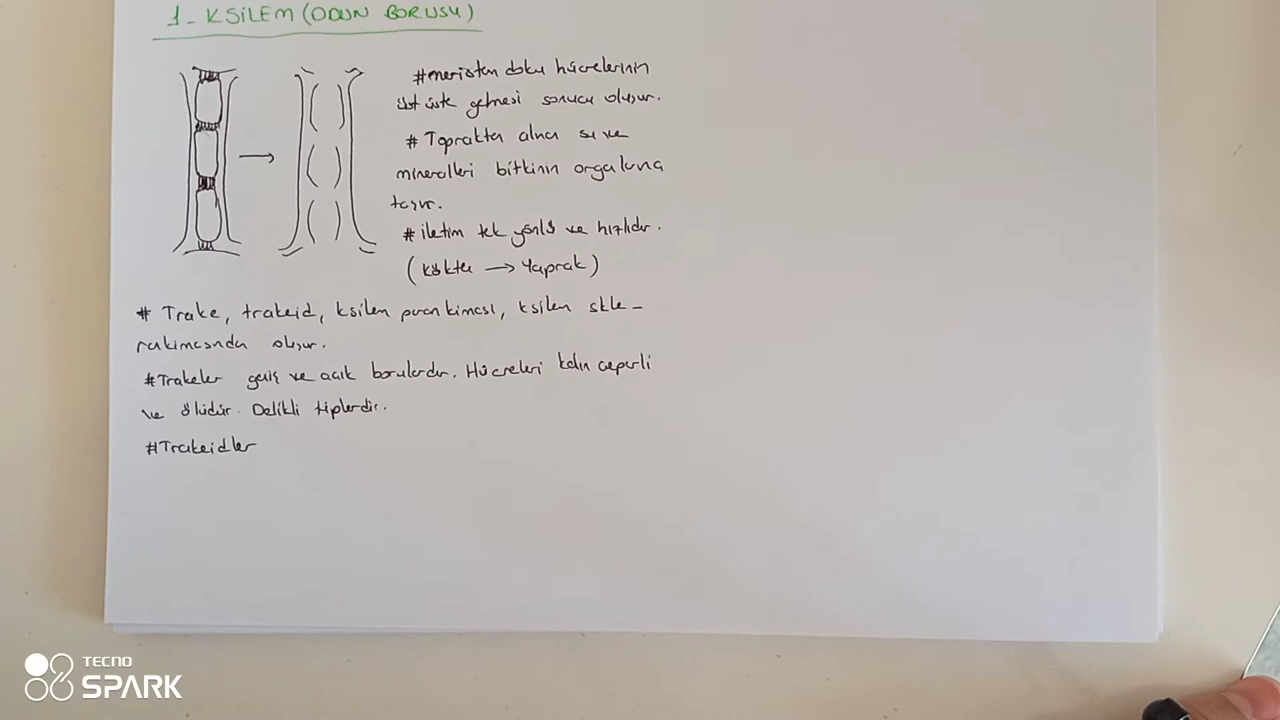 1- KSİLEM (ODUN BORUSU)
#meristem doku hücrelerinin
üst üste gelmesi sonucu oluşur.
# Topraktan alınan su ve
mineralleri bitkinin organlarına
taşır.
# iletim tek yönlü ve hızlıdır.
(Kökten → Yaprak)
# Trake, trakeid, ksilem parankiması, ksilem skle-
rankimasından oluşur.
#Trakeler geniş ve açık borulardır. Hücreleri kalın çeperli
ve ölüdür. Delikli tiplerdir.
#Trakeidler
TECNO
SPARK